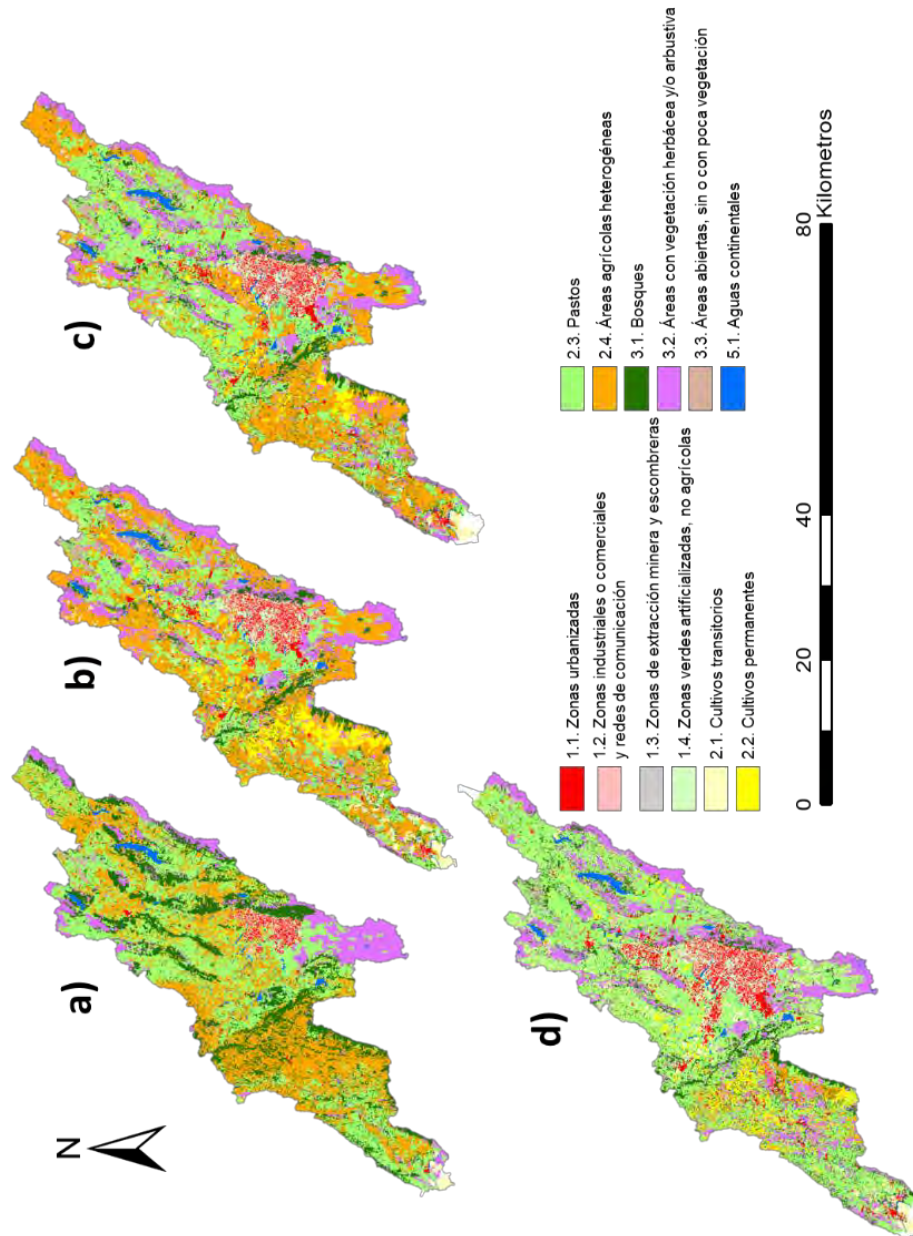 N
a)
b)
c)
d)
1.1. Zonas urbanizadas
1.2. Zonas industriales o comerciales
y redes de comunicación
1.3. Zonas de extracción minera y escombreras
1.4. Zonas verdes artificializadas, no agrícolas
2.1. Cultivos transitorios
2.2. Cultivos permanentes
2.3. Pastos
2.4. Áreas agrícolas heterogéneas
3.1. Bosques
3.2. Áreas con vegetación herbácea y/o arbustiva
3.3. Áreas abiertas, sin o con poca vegetación
5.1. Aguas continentales
0 20 40 80
Kilometros